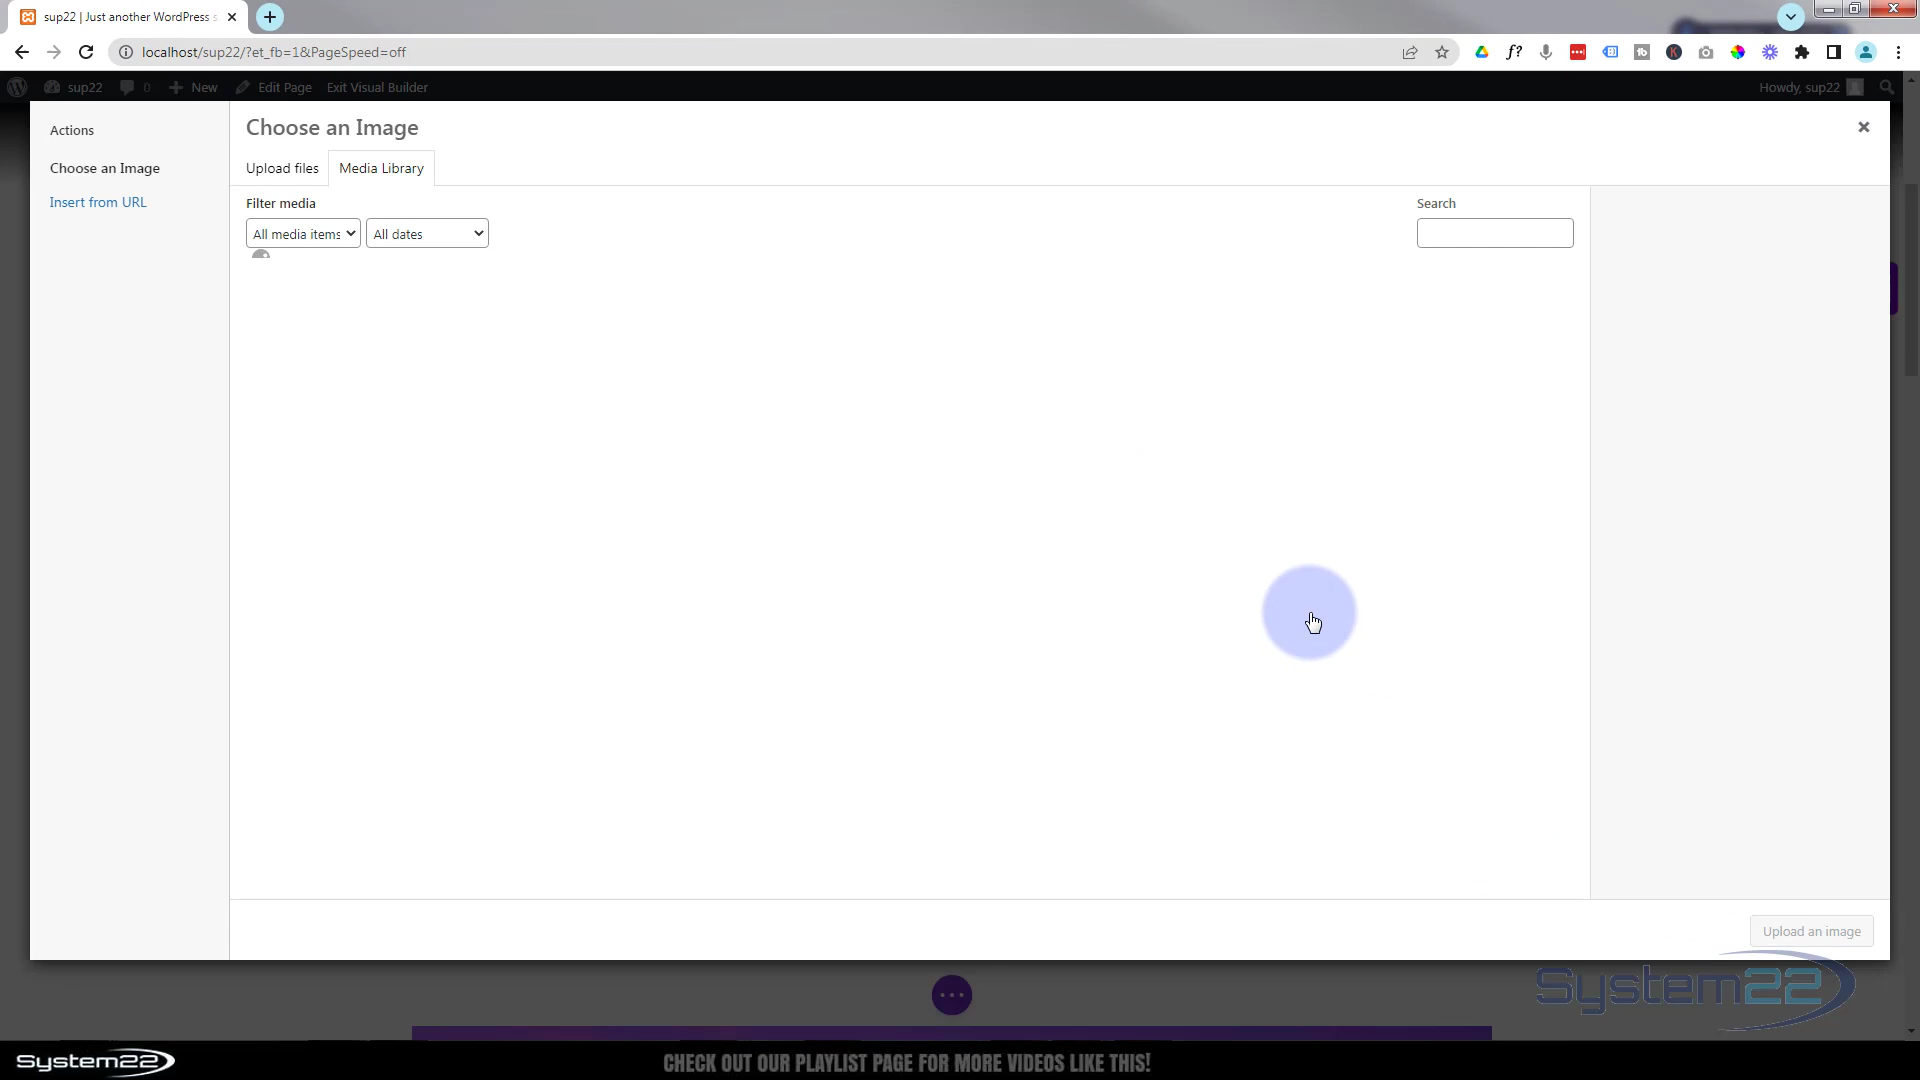 sup22 | Just another WordPress s
localhost/sup22/?et_fb=1&PageSpeed=off
sup22
0
New
Edit Page
Exit Visual Builder
Howdy, sup22
Actions
Choose an Image
Insert from URL
Choose an Image
Upload files
Media Library
Filter media
All media items
All dates
Search
Upload an image
System22
System22
CHECK OUT OUR PLAYLIST PAGE FOR MORE VIDEOS LIKE THIS!